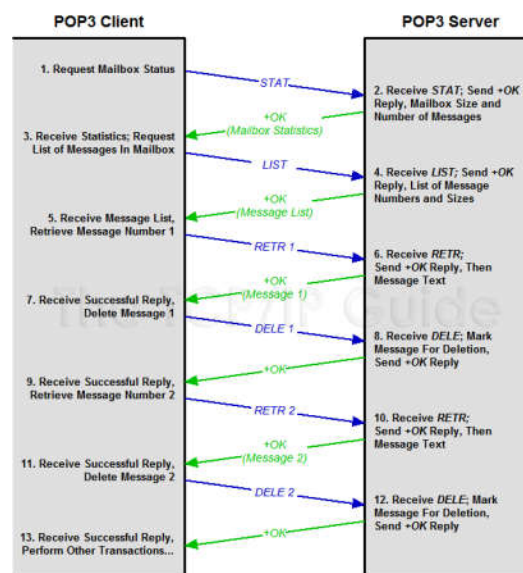 POP3 Client
POP3 Server
1. Request Mailbox Status
STAT
2. Receive STAT; Send +OK
Reply, Mailbox Size and
Number of Messages
+OK
(Mailbox Statistics)
3. Receive Statistics; Request
List of Messages In Mailbox
LIST
4. Receive LIST; Send +OK
Reply, List of Message
Numbers and Sizes
+OK
(Message List)
5. Receive Message List,
Retrieve Message Number 1
RETR 1
6. Receive RETR;
Send +OK Reply, Then
Message Text
+OK
(Message 1)
7. Receive Successful Reply,
Delete Message 1
The TCP/IP Guide
DELE 1
8. Receive DELE; Mark
Message For Deletion,
Send +OK Reply
+OK
9. Receive Successful Reply,
Retrieve Message Number 2
RETR 2
10. Receive RETR;
Send +OK Reply, Then
Message Text
+OK
(Message 2)
11. Receive Successful Reply,
Delete Message 2
DELE 2
12. Receive DELE; Mark
Message For Deletion,
Send +OK Reply
+OK
13. Receive Successful Reply,
Perform Other Transactions...